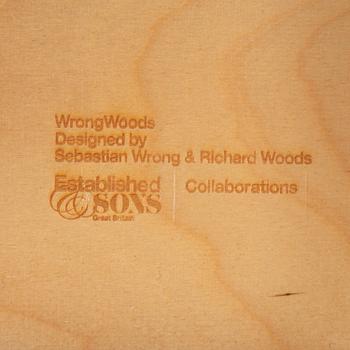 WrongWoods
Designed by
Sebastian Wrong & Richard Woods
Established
& SONS
Great Britain
Collaborations